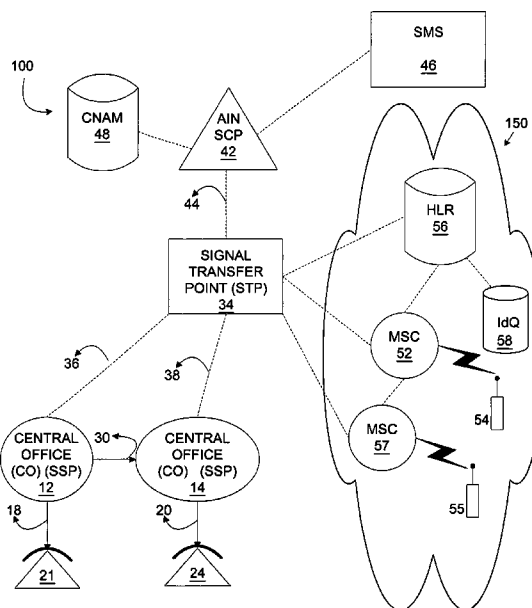 SMS
46
100
CNAM
48
AIN
SCP
42
150
44
HLR
56
SIGNAL
TRANSFER
POINT (STP)
34
IdQ
58
MSC
52
36
38
54
MSC
57
30
CENTRAL
OFFICE
(CO) (SSP)
12
CENTRAL
OFFICE
(CO) (SSP)
14
18
20
55
21
24